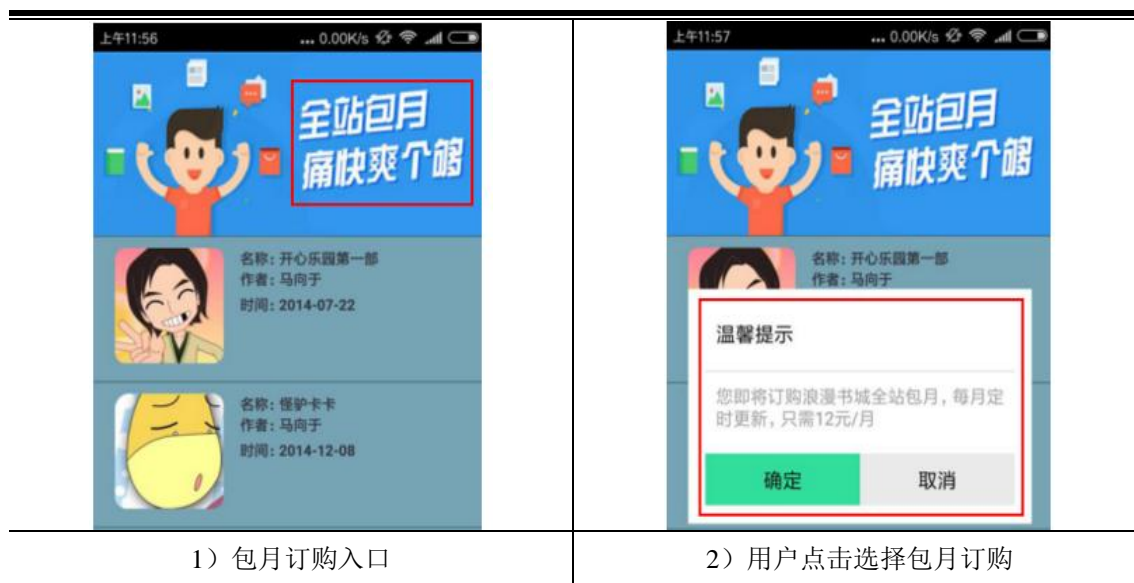 上午11:56
... 0.00K/s
全站包月
痛快爽个够
名称：开心乐园第一部
作者：马向于
时间：2014-07-22
名称：怪驴卡卡
作者：马向于
时间：2014-12-08
1）包月订购入口
上午11:57
... 0.00K/s
全站包月
痛快爽个够
名称：开心乐园第一部
作者：马向于
温馨提示
您即将订购浪漫书城全站包月，每月定
时更新，只需12元/月
确定
取消
2）用户点击选择包月订购